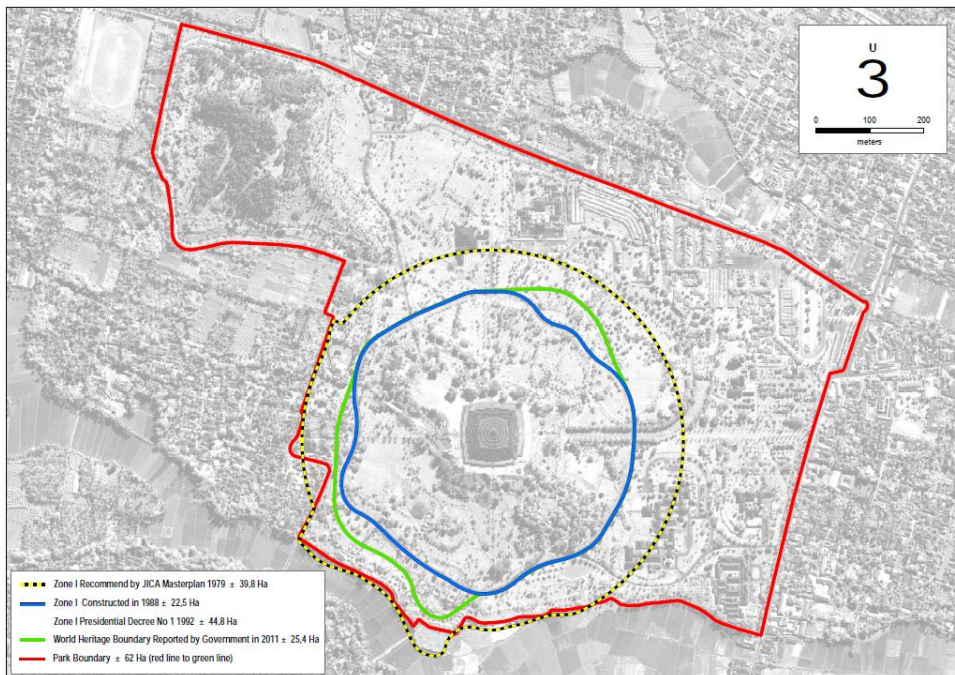 U
3
0 100 200
meters
Zone I Recommend by JICA Masterplan 1979 ± 39,8 Ha
Zone I Constructed in 1988 ± 22,5 Ha
Zone I Presidential Decree No 1 1992 ± 44,8 Ha
World Heritage Boundary Reported by Government in 2011 ± 25,4 Ha
Park Boundary ± 62 Ha (red line to green line)